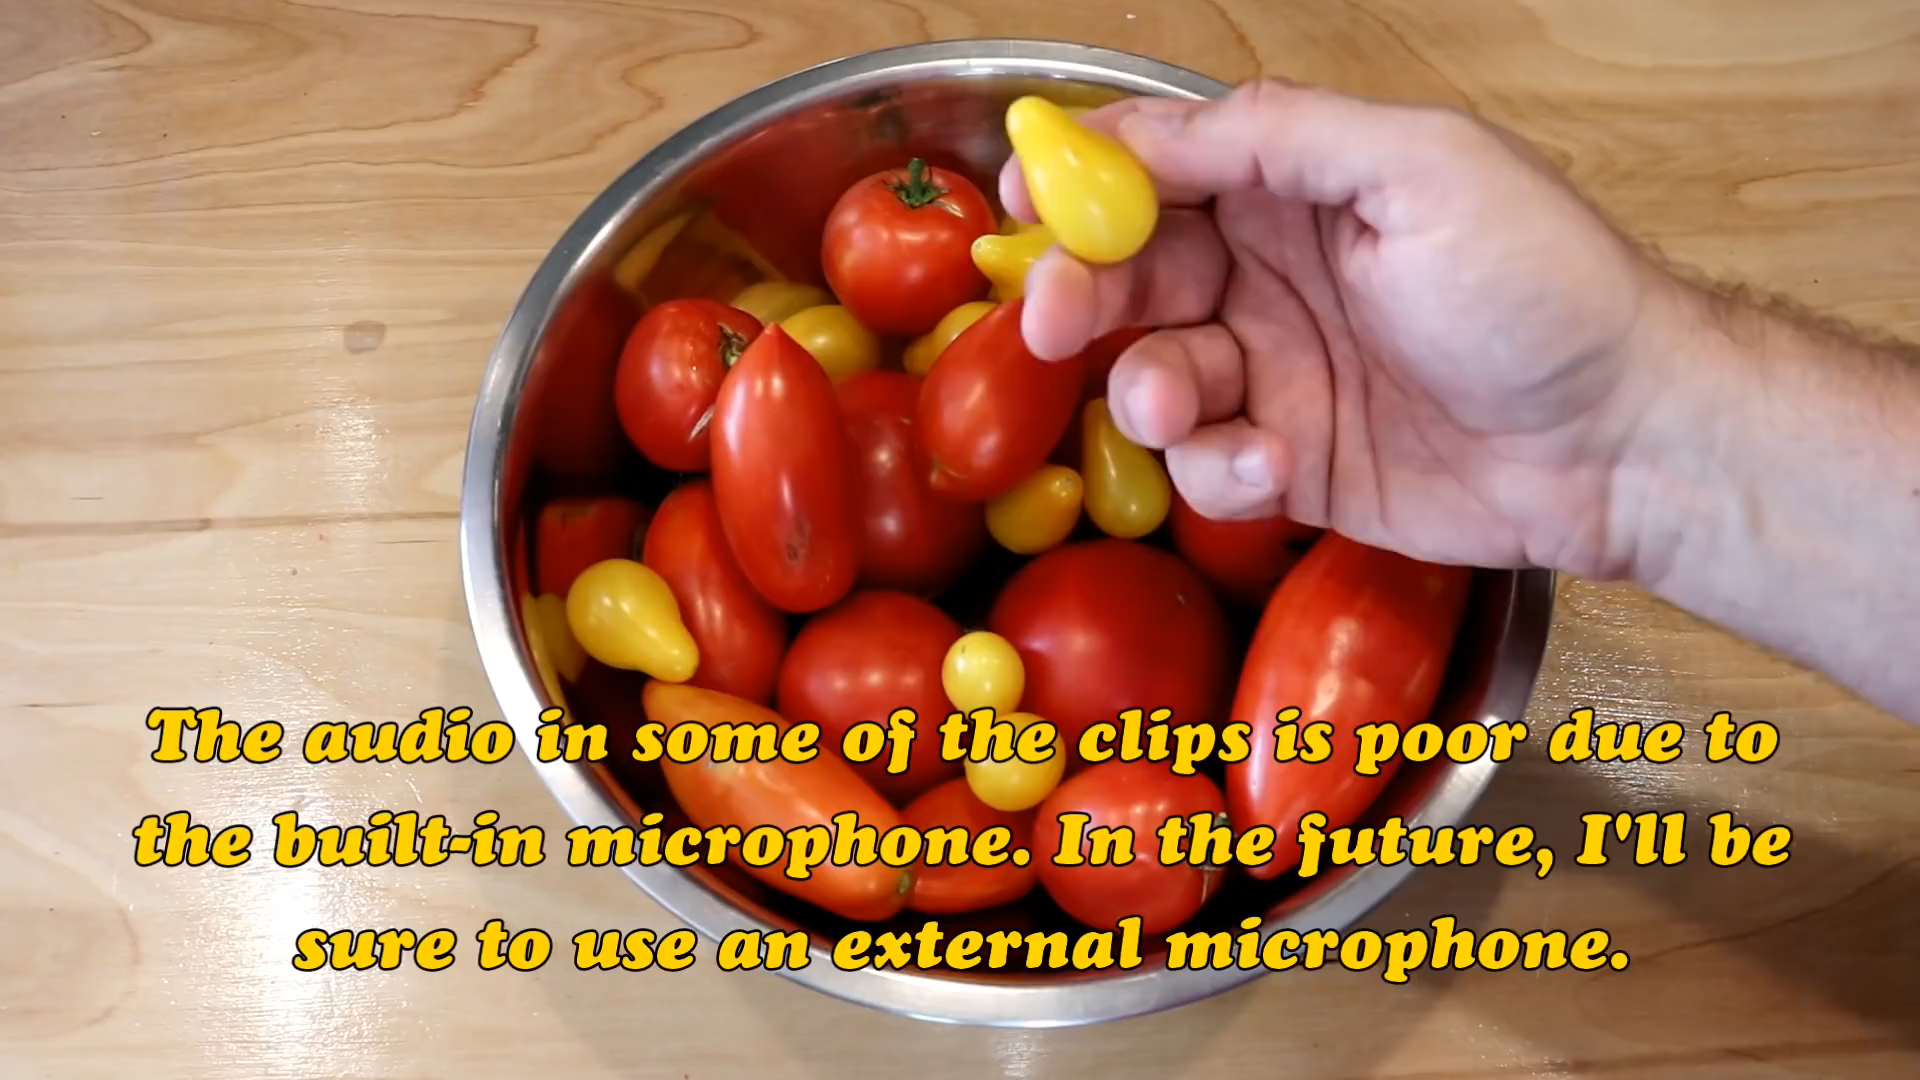 The audio in some of the clips is poor due to
the built-in microphone. In the future, I'll be
sure to use an external microphone.